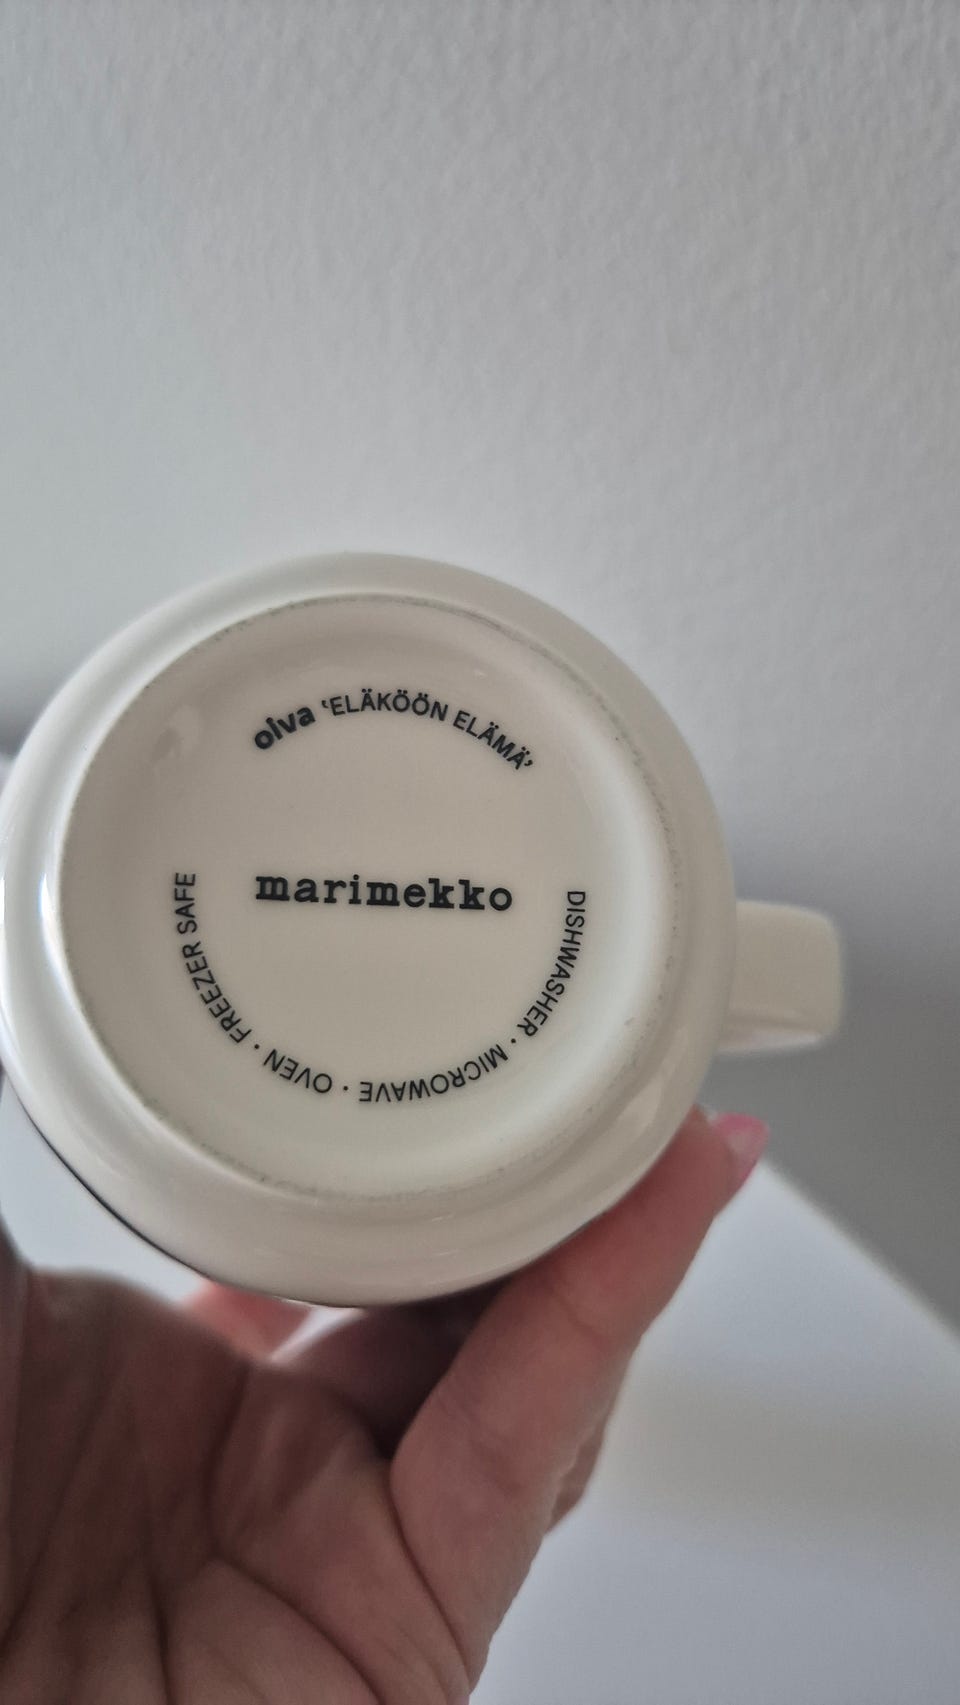 oiva ‘ELÄKÖÖN ELÄMÄ’
marimekko
DISHWASHER · MICROWAVE · OVEN · FREEZER SAFE